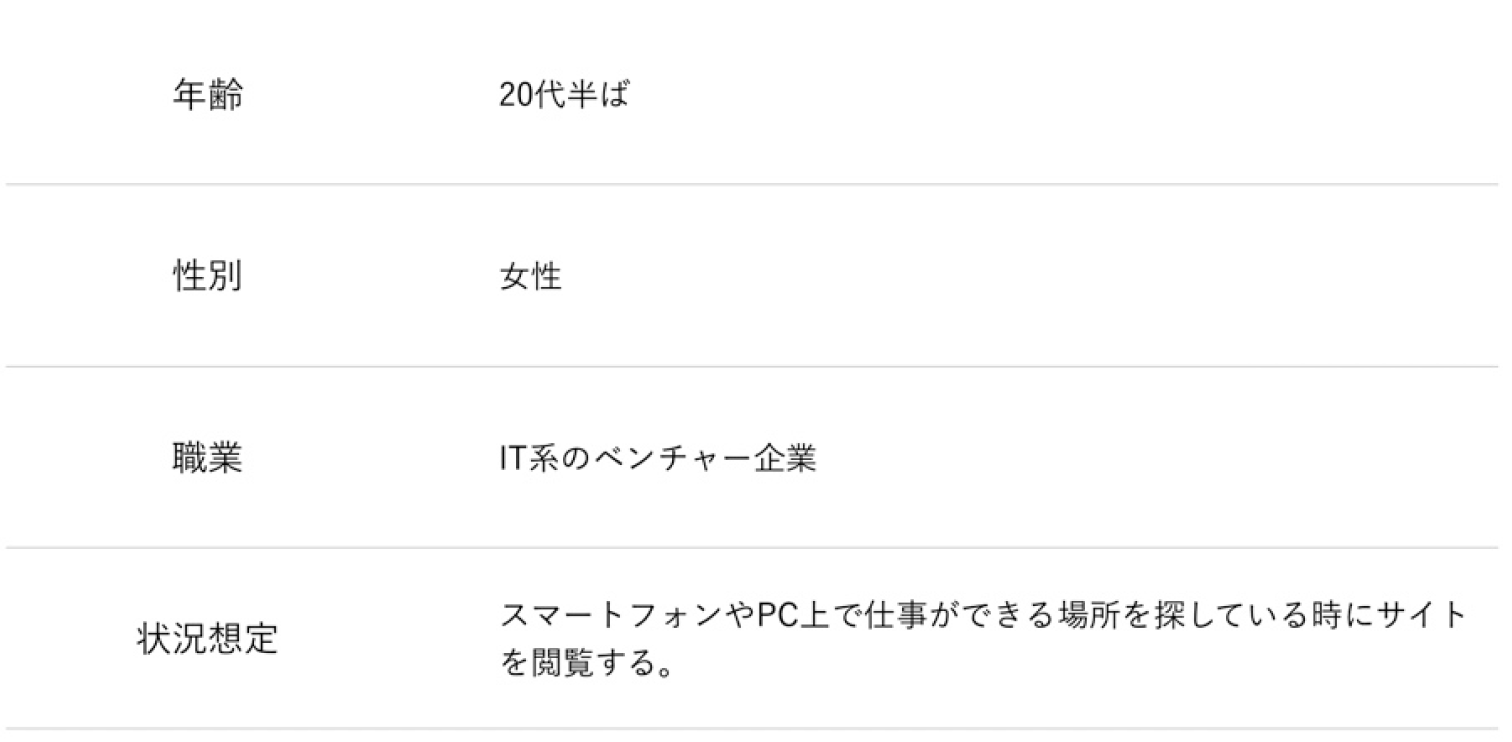 年齢 20代半ば
性別 女性
職業 IT系のベンチャー企業
状況想定 スマートフォンやPC上で仕事ができる場所を探している時にサイト
を閲覧する。